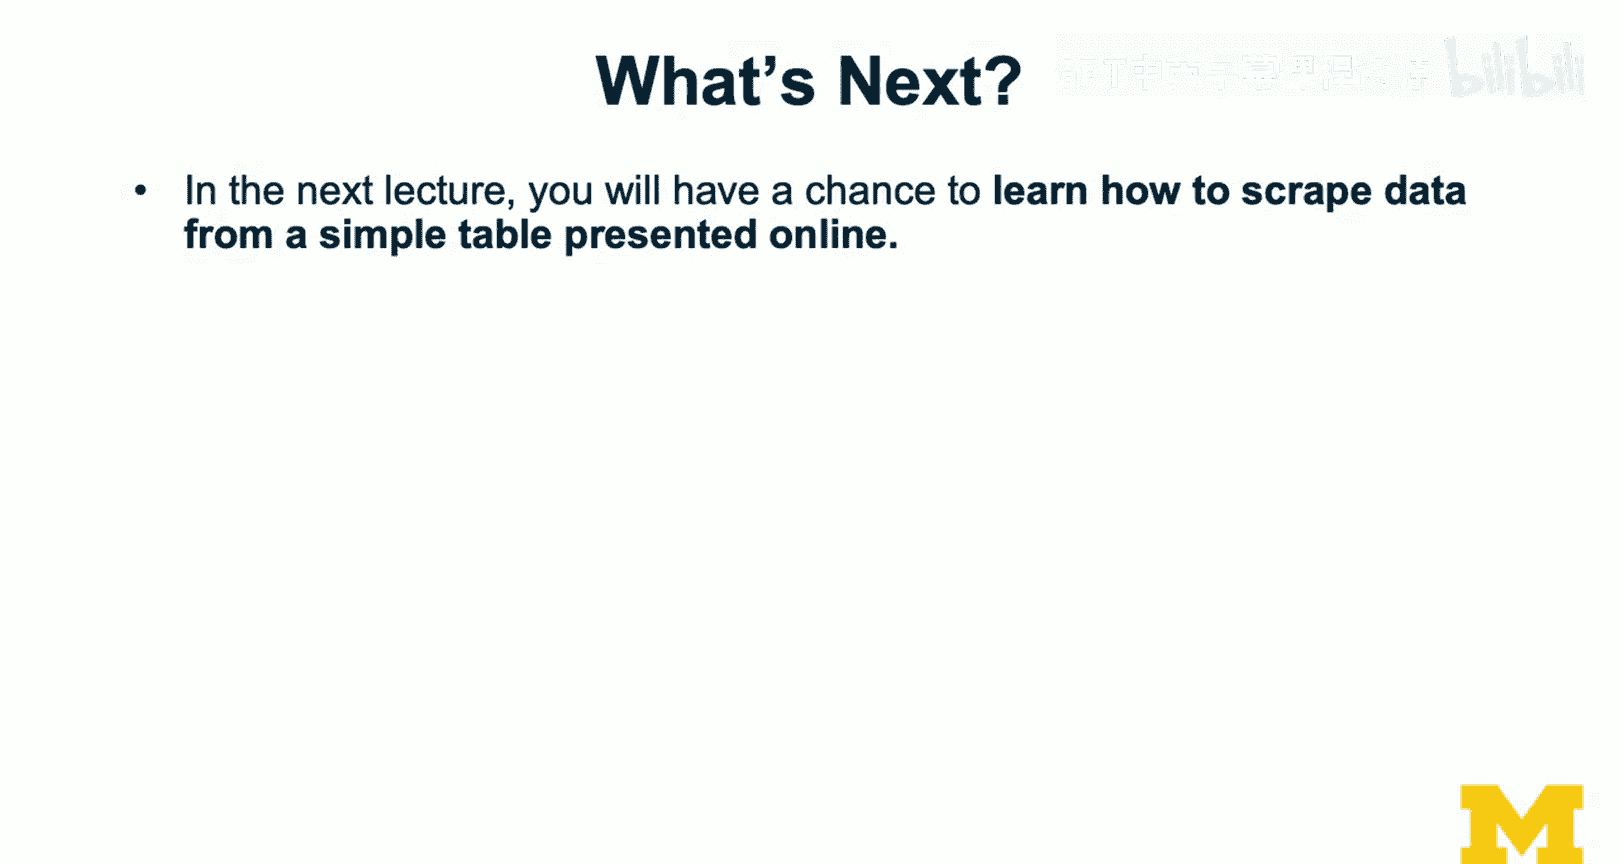 What’s Next?
bilibili
• In the next lecture, you will have a chance to learn how to scrape data
from a simple table presented online.
M